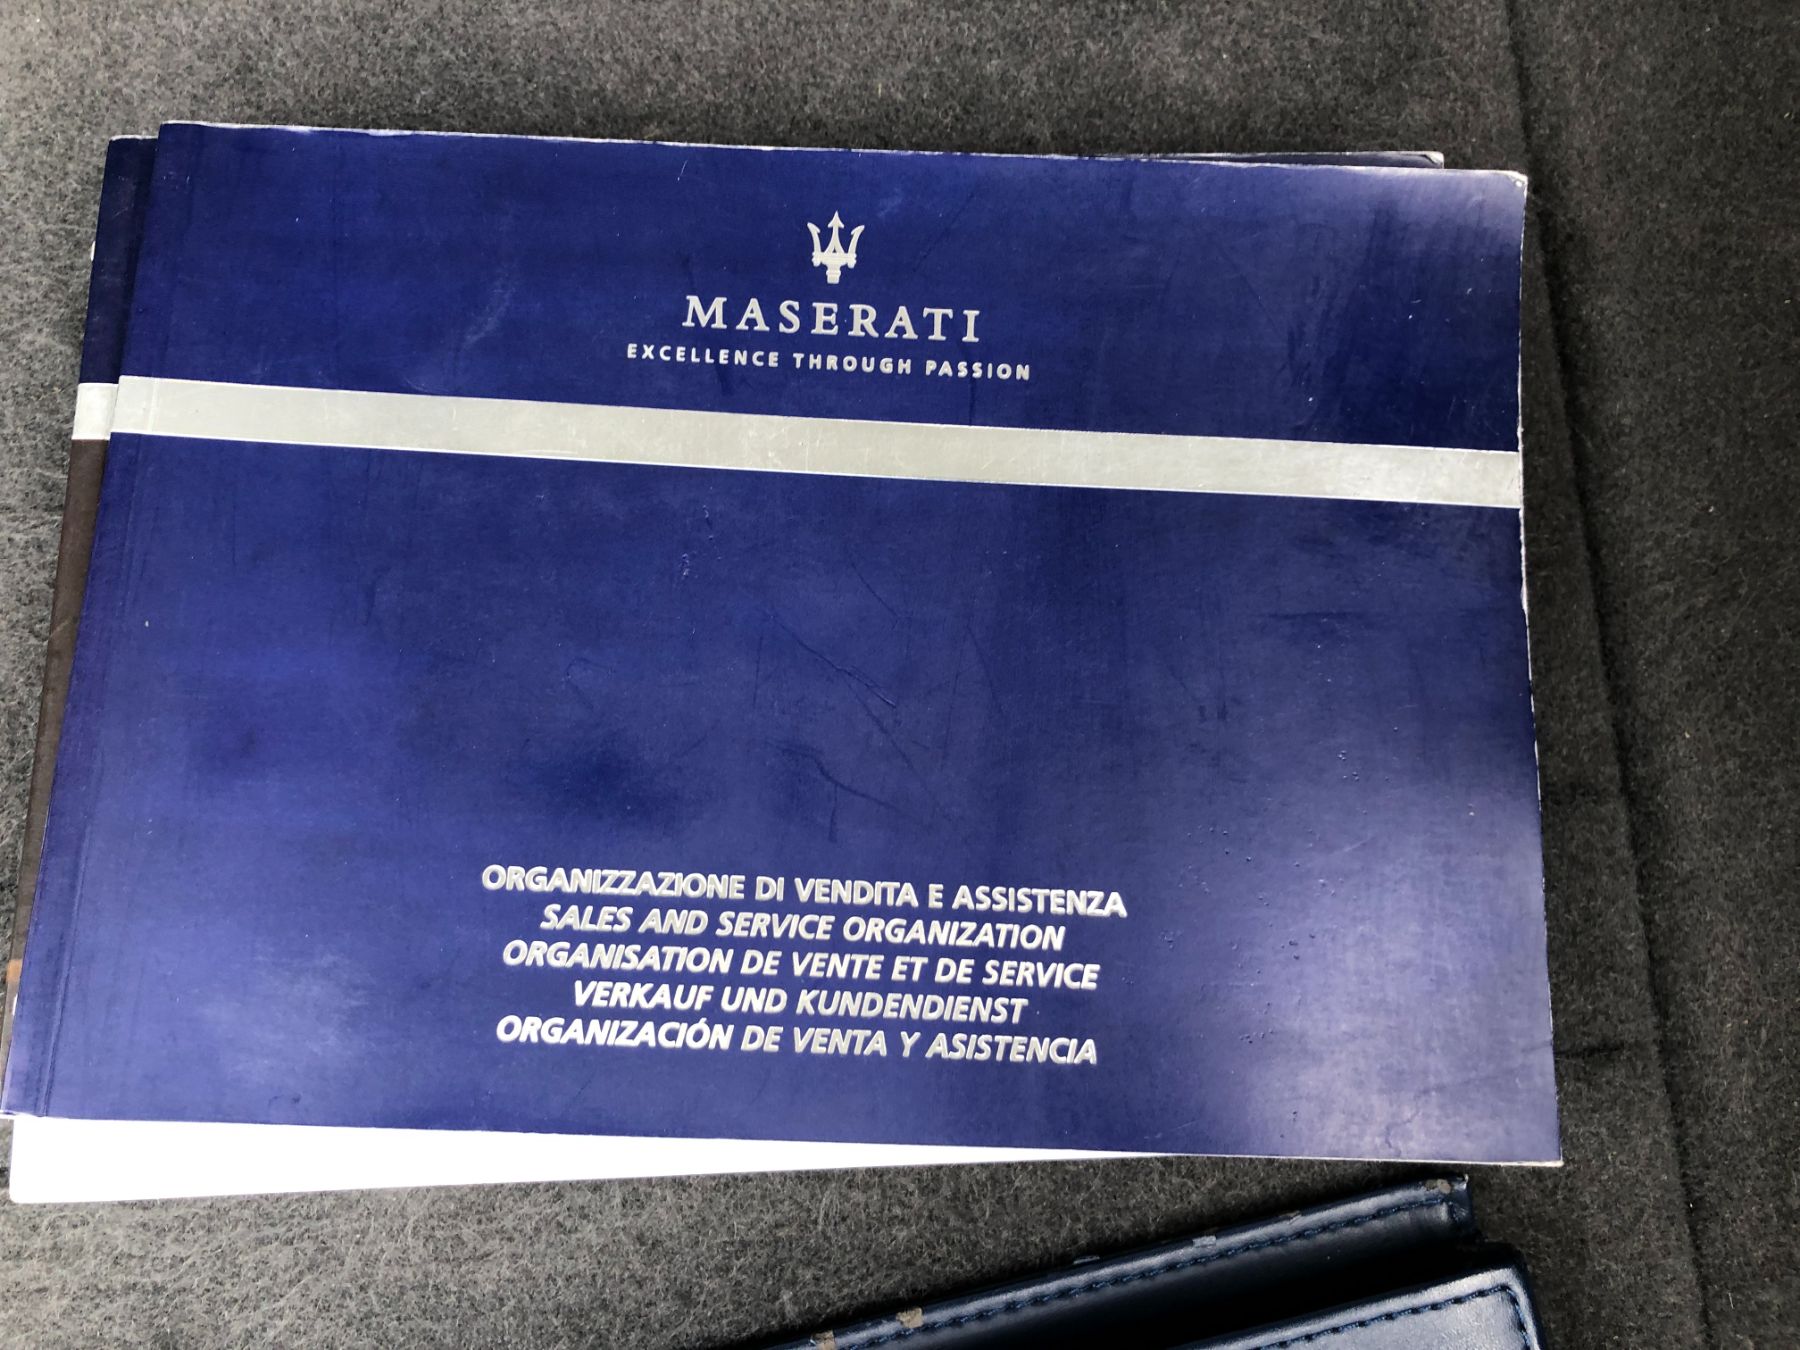 MASERATI
EXCELLENCE THROUGH PASSION
ORGANIZZAZIONE DI VENDITA E ASSISTENZA
SALES AND SERVICE ORGANIZATION
ORGANISATION DE VENTE ET DE SERVICE
VERKAUF UND KUNDENDIENST
ORGANIZACIÓN DE VENTA Y ASISTENCIA